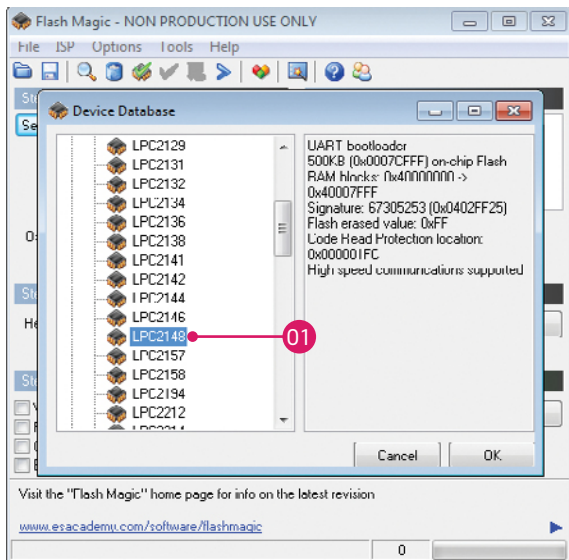 Flash Magic - NON PRODUCTION USE ONLY
File ISP Options Tools Help
Device Database
LPC2129
LPC2131
LPC2132
LPC2134
LPC2136
LPC2138
LPC2141
LPC2142
LPC2144
LPC2146
LPC2148
01
LPC2157
LPC2158
LPC2194
LPC2212
UART bootloader
500KB (0x0007CFFF) on-chip Flash
RAM blocks: 0x40000000 ->
0x40007FFF
Signature: 67305253 (0x0402FF25)
Flash erased value: 0xFF
Code Read Protection location:
0x000001FC
High speed communications supported
Cancel
OK
Visit the "Flash Magic" home page for info on the latest revision
www.esacademy.com/software/flashmagic
0